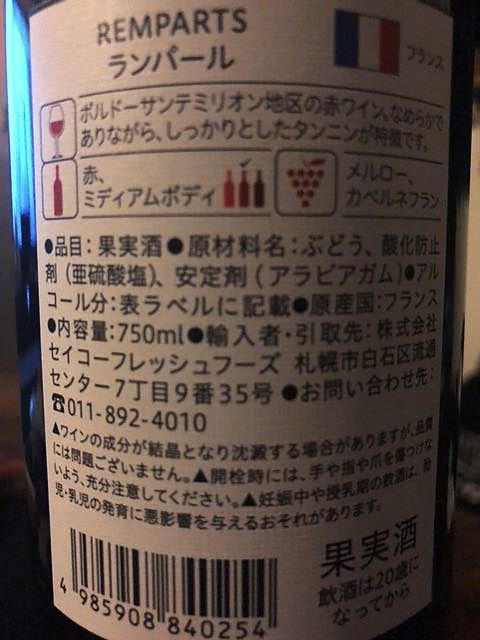 REMPARTS
ランパール
フランス
ボルドーサンテミリオン地区の赤ワイン。なめらかで
ありながら、しっかりとしたタンニンが特徴です。
赤、
ミディアムボディ
メルロー、
カベルネフラン
●品目：果実酒●原材料名：ぶどう、酸化防止
剤（亜硫酸塩）、安定剤（アラビアガム）●アル
コール分：表ラベルに記載●原産国：フランス
●内容量：750ml●輸入者・引取先：株式会社
セイコーフレッシュフーズ 札幌市白石区流通
センター7丁目9番35号 ●お問い合わせ先：
☎011-892-4010
▲ワインの成分が結晶となり沈澱する場合がありますが、品質
には問題ございません。▲開栓時には、手や指や爪を傷つけな
いよう、充分注意してください。▲妊娠中や授乳期の飲酒は、胎
児・乳児の発育に悪影響を与えるおそれがあります。
果実酒
飲酒は20歳に
なってから
4 985908 840254